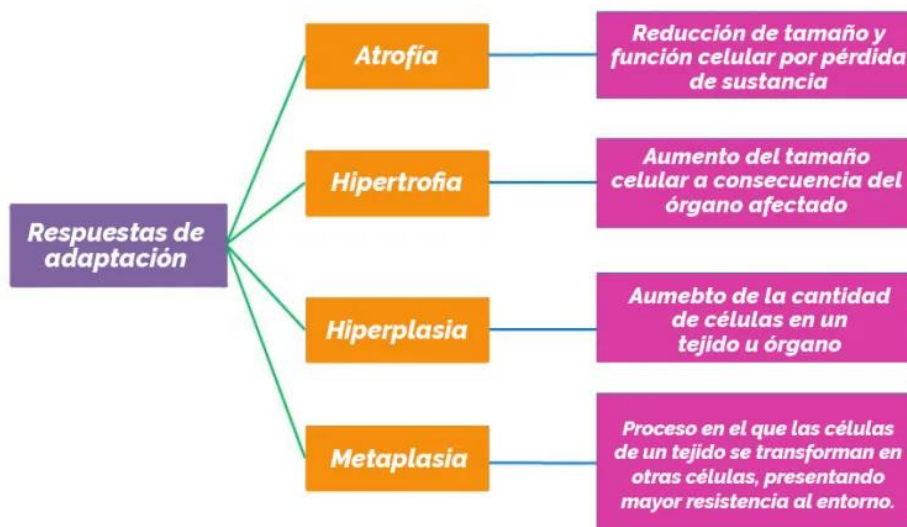 Respuestas de
adaptación
Atrofía
Reducción de tamaño y
función celular por pérdida
de sustancia
Hipertrofia
Aumento del tamaño
celular a consecuencia del
órgano afectado
Hiperplasia
Aumebto de la cantidad
de células en un
tejido u órgano
Metaplasia
Proceso en el que las células
de un tejido se transforman en
otras células, presentando
mayor resistencia al entorno.